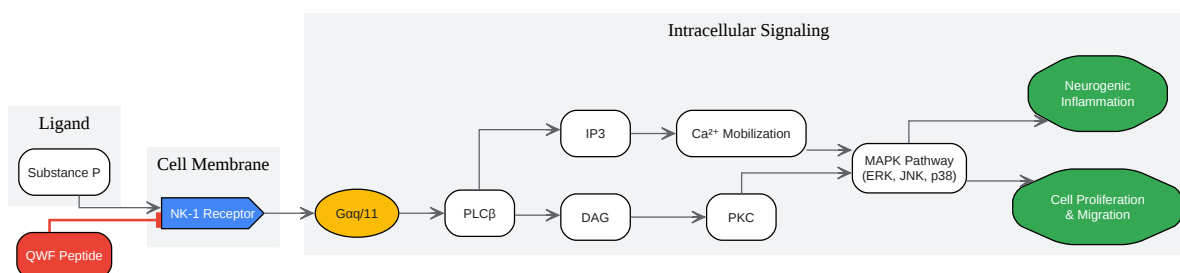 Intracellular Signaling
Ligand
Substance P
QWF Peptide
Cell Membrane
NK-1 Receptor
Gαq/11
PLCβ
IP3
DAG
Ca²⁺ Mobilization
PKC
MAPK Pathway
(ERK, JNK, p38)
Neurogenic
Inflammation
Cell Proliferation
& Migration